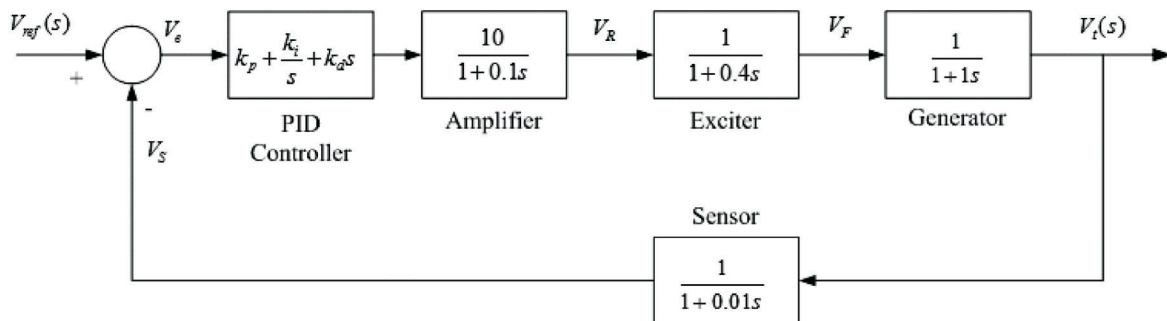 V_ref(s)
+
V_e
-
V_S
k_p + k_i/s + k_d s
PID
Controller
10/(1+0.1s)
Amplifier
V_R
1/(1+0.4s)
Exciter
V_F
1/(1+1s)
Generator
V_t(s)
Sensor
1/(1+0.01s)